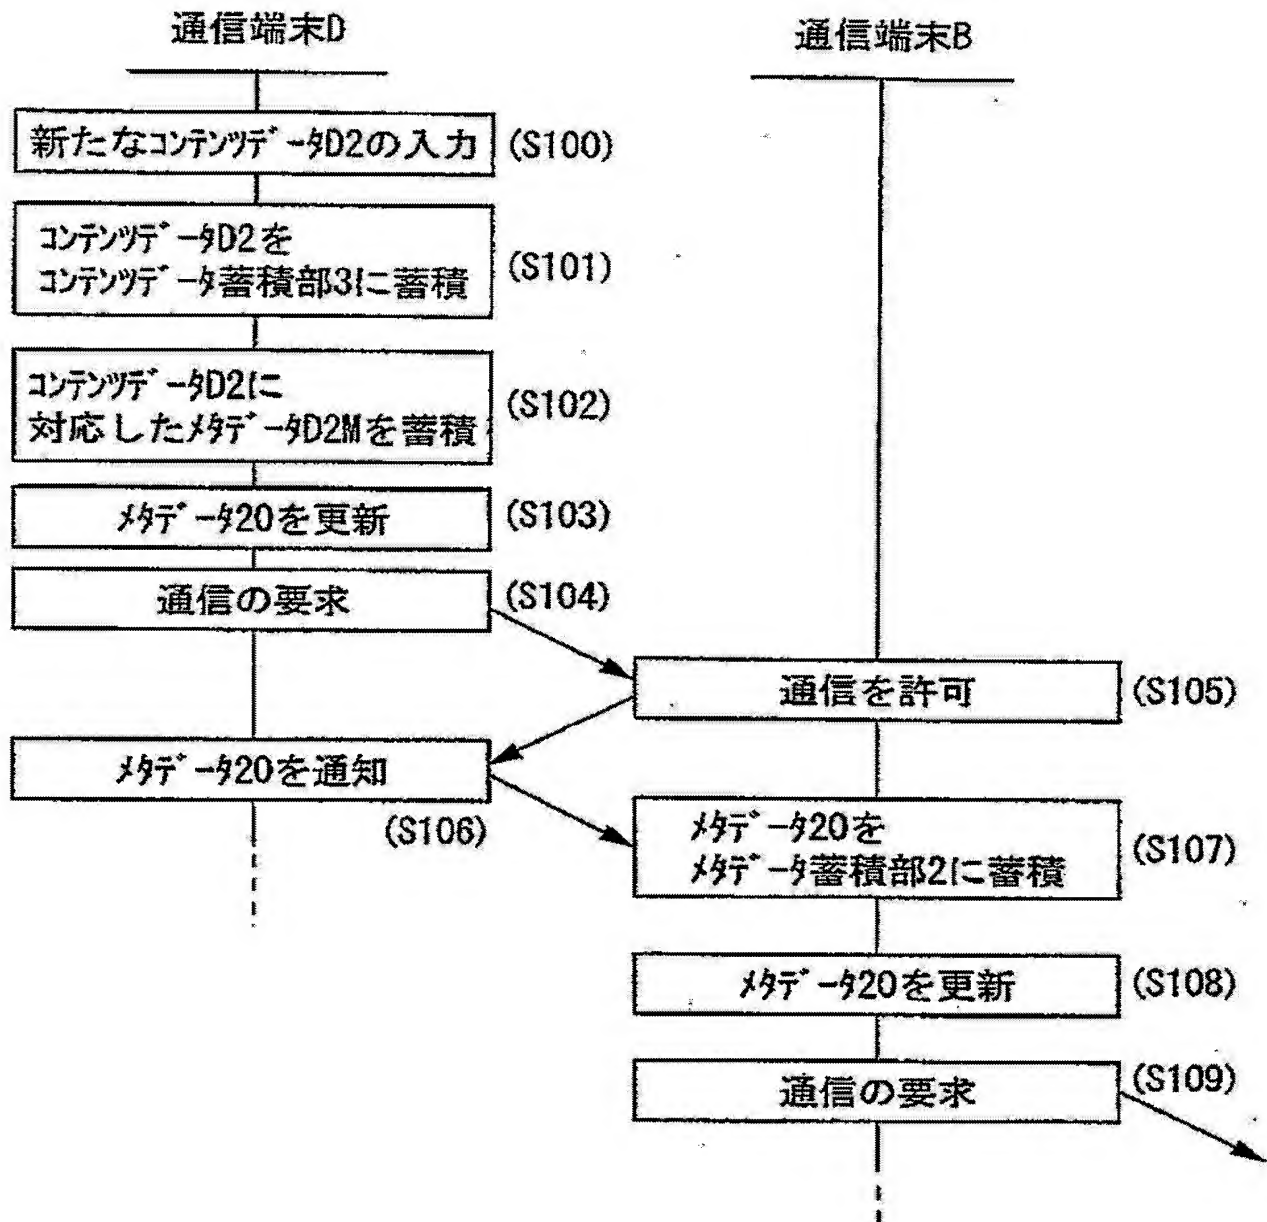 通信端末D
通信端末B
新たなｺﾝﾃﾝﾂﾃﾞｰﾀD2の入力
(S100)
ｺﾝﾃﾝﾂﾃﾞｰﾀD2を
ｺﾝﾃﾝﾂﾃﾞｰﾀ蓄積部3に蓄積
(S101)
ｺﾝﾃﾝﾂﾃﾞｰﾀD2に
対応したﾒﾀﾃﾞｰﾀD2Mを蓄積
(S102)
ﾒﾀﾃﾞｰﾀ20を更新
(S103)
通信の要求
(S104)
通信を許可
(S105)
ﾒﾀﾃﾞｰﾀ20を通知
(S106)
ﾒﾀﾃﾞｰﾀ20を
ﾒﾀﾃﾞｰﾀ蓄積部2に蓄積
(S107)
ﾒﾀﾃﾞｰﾀ20を更新
(S108)
通信の要求
(S109)